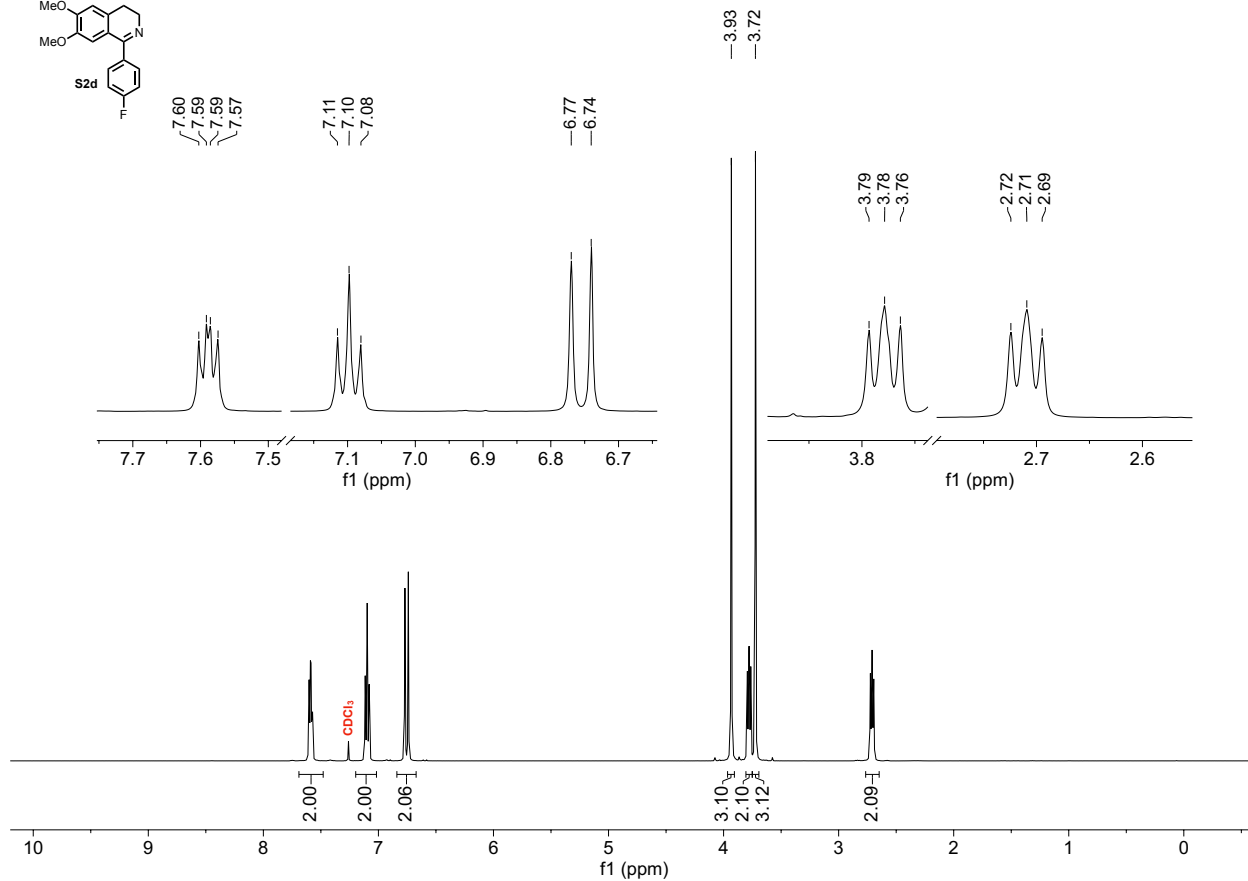 MeO
N
MeO
S2d
F
3.93
3.72
7.60
7.59
7.59
7.57
7.11
7.10
7.08
6.77
6.74
3.79
3.78
3.76
2.72
2.71
2.69
7.7 7.6 7.5 7.1 7.0 6.9 6.8 6.7
f1 (ppm)
3.8 2.7 2.6
f1 (ppm)
CDCl₃
2.00
2.00
2.06
3.10
2.10
3.12
2.09
10 9 8 7 6 5 4 3 2 1 0
f1 (ppm)